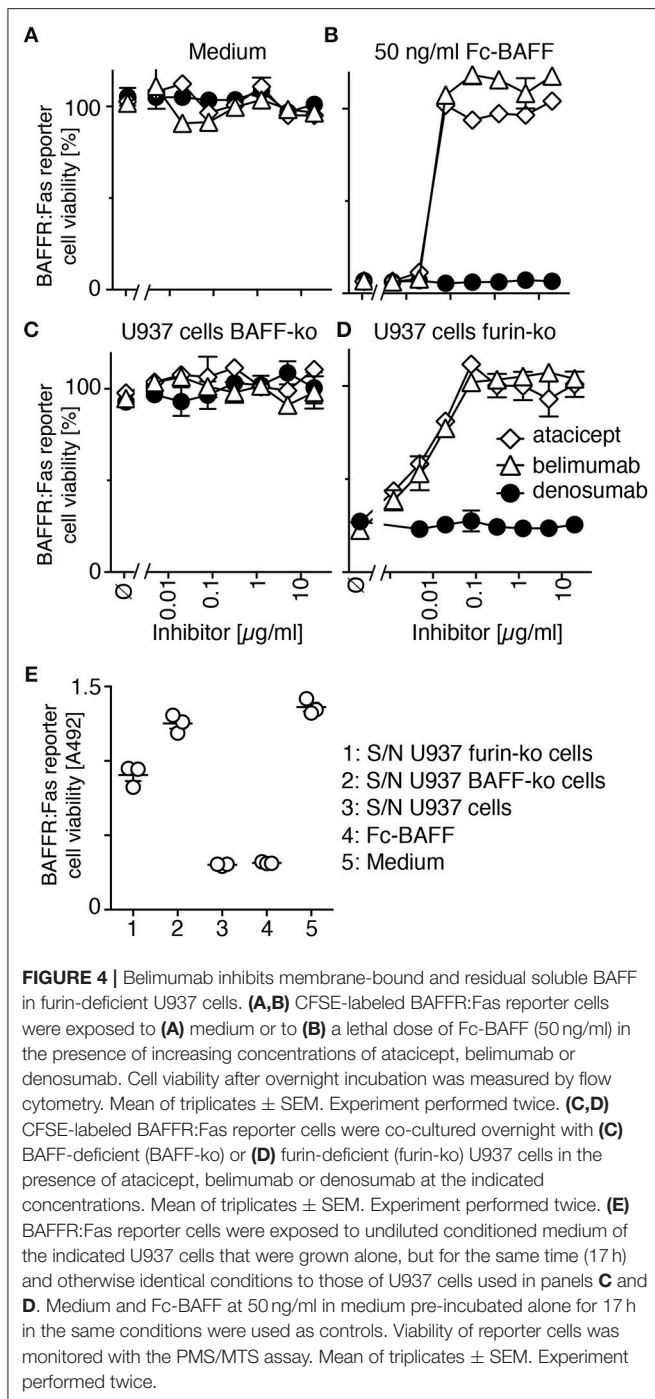 A
Medium
B
50 ng/ml Fc-BAFF
BAFFR:Fas reporter
cell viability [%]
100
0
C
U937 cells BAFF-ko
D
U937 cells furin-ko
BAFFR:Fas reporter
cell viability [%]
100
0
atacicept
belimumab
denosumab
∅
0.01
0.1
1
10
0.01
0.1
1
10
Inhibitor [µg/ml]
Inhibitor [µg/ml]
E
BAFFR:Fas reporter
cell viability [A492]
1.5
0
1
2
3
4
5
1: S/N U937 furin-ko cells
2: S/N U937 BAFF-ko cells
3: S/N U937 cells
4: Fc-BAFF
5: Medium
FIGURE 4 | Belimumab inhibits membrane-bound and residual soluble BAFF
in furin-deficient U937 cells. (A,B) CFSE-labeled BAFFR:Fas reporter cells
were exposed to (A) medium or to (B) a lethal dose of Fc-BAFF (50 ng/ml) in
the presence of increasing concentrations of atacicept, belimumab or
denosumab. Cell viability after overnight incubation was measured by flow
cytometry. Mean of triplicates ± SEM. Experiment performed twice. (C,D)
CFSE-labeled BAFFR:Fas reporter cells were co-cultured overnight with (C)
BAFF-deficient (BAFF-ko) or (D) furin-deficient (furin-ko) U937 cells in the
presence of atacicept, belimumab or denosumab at the indicated
concentrations. Mean of triplicates ± SEM. Experiment performed twice. (E)
BAFFR:Fas reporter cells were exposed to undiluted conditioned medium of
the indicated U937 cells that were grown alone, but for the same time (17 h)
and otherwise identical conditions to those of U937 cells used in panels C and
D. Medium and Fc-BAFF at 50 ng/ml in medium pre-incubated alone for 17 h
in the same conditions were used as controls. Viability of reporter cells was
monitored with the PMS/MTS assay. Mean of triplicates ± SEM. Experiment
performed twice.